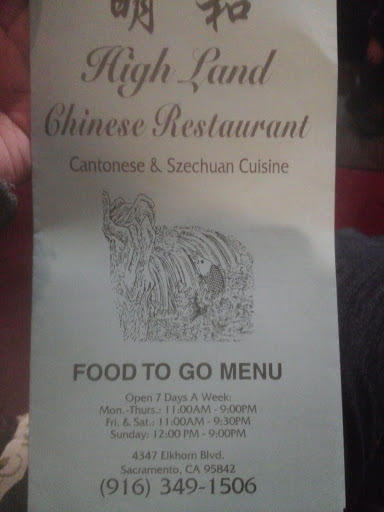 明 和
High Land
Chinese Restaurant
Cantonese & Szechuan Cuisine
FOOD TO GO MENU
Open 7 Days A Week:
Mon.-Thurs.: 11:00AM - 9:00PM
Fri. & Sat.: 11:00AM - 9:30PM
Sunday: 12:00 PM - 9:00PM
4347 Elkhorn Blvd.
Sacramento, CA 95842
(916) 349-1506